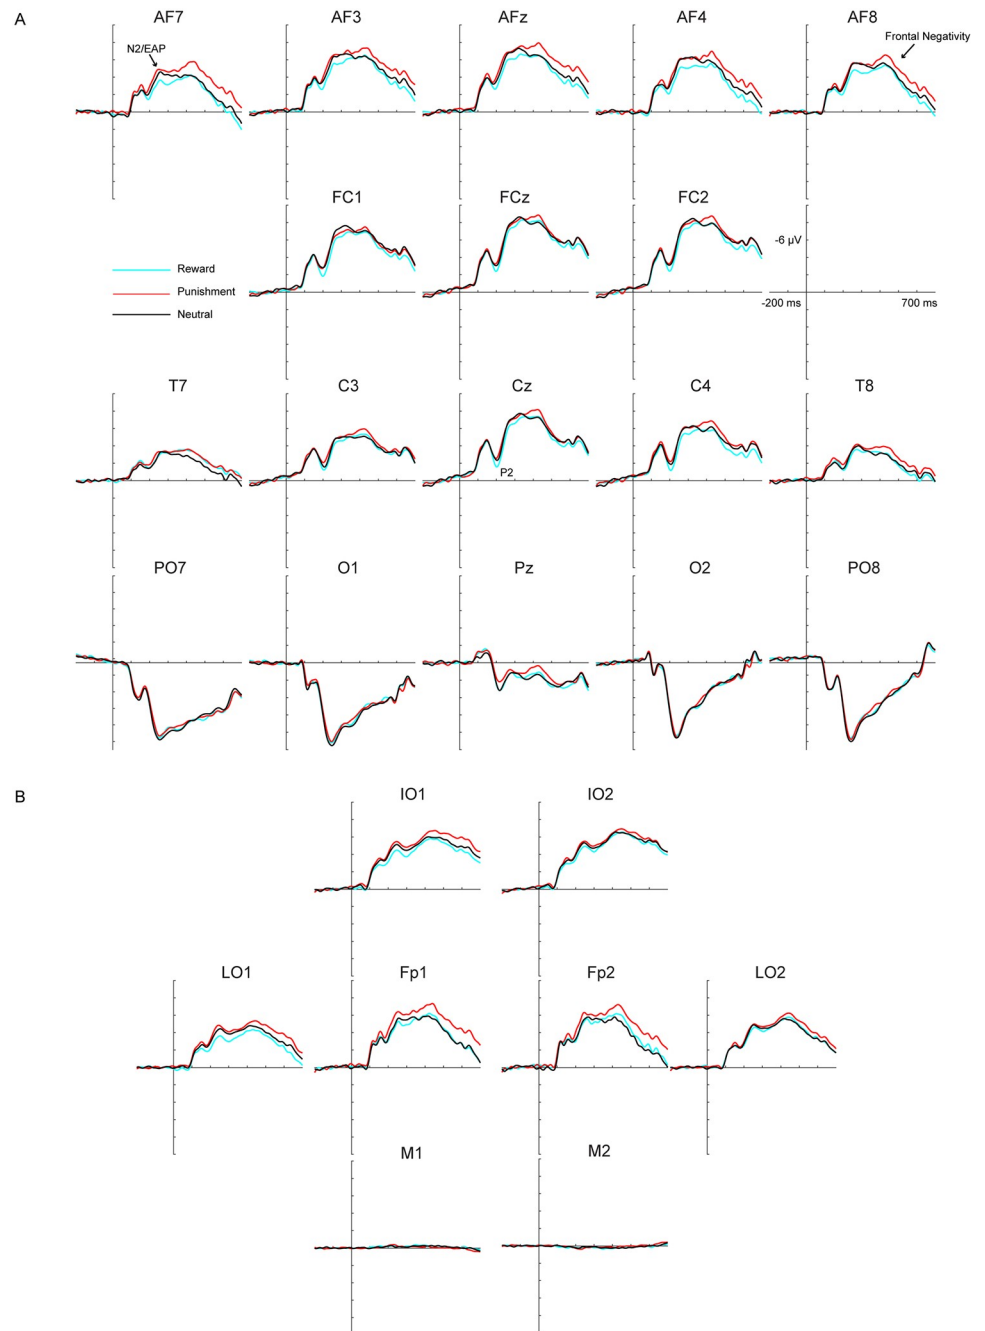 A
AF7
AF3
AFz
AF4
AF8
N2/EAP
Frontal Negativity
FC1
FCz
FC2
-6 µV
Reward
Punishment
Neutral
-200 ms
700 ms
T7
C3
Cz
C4
T8
P2
PO7
O1
Pz
O2
PO8
B
IO1
IO2
LO1
Fp1
Fp2
LO2
M1
M2